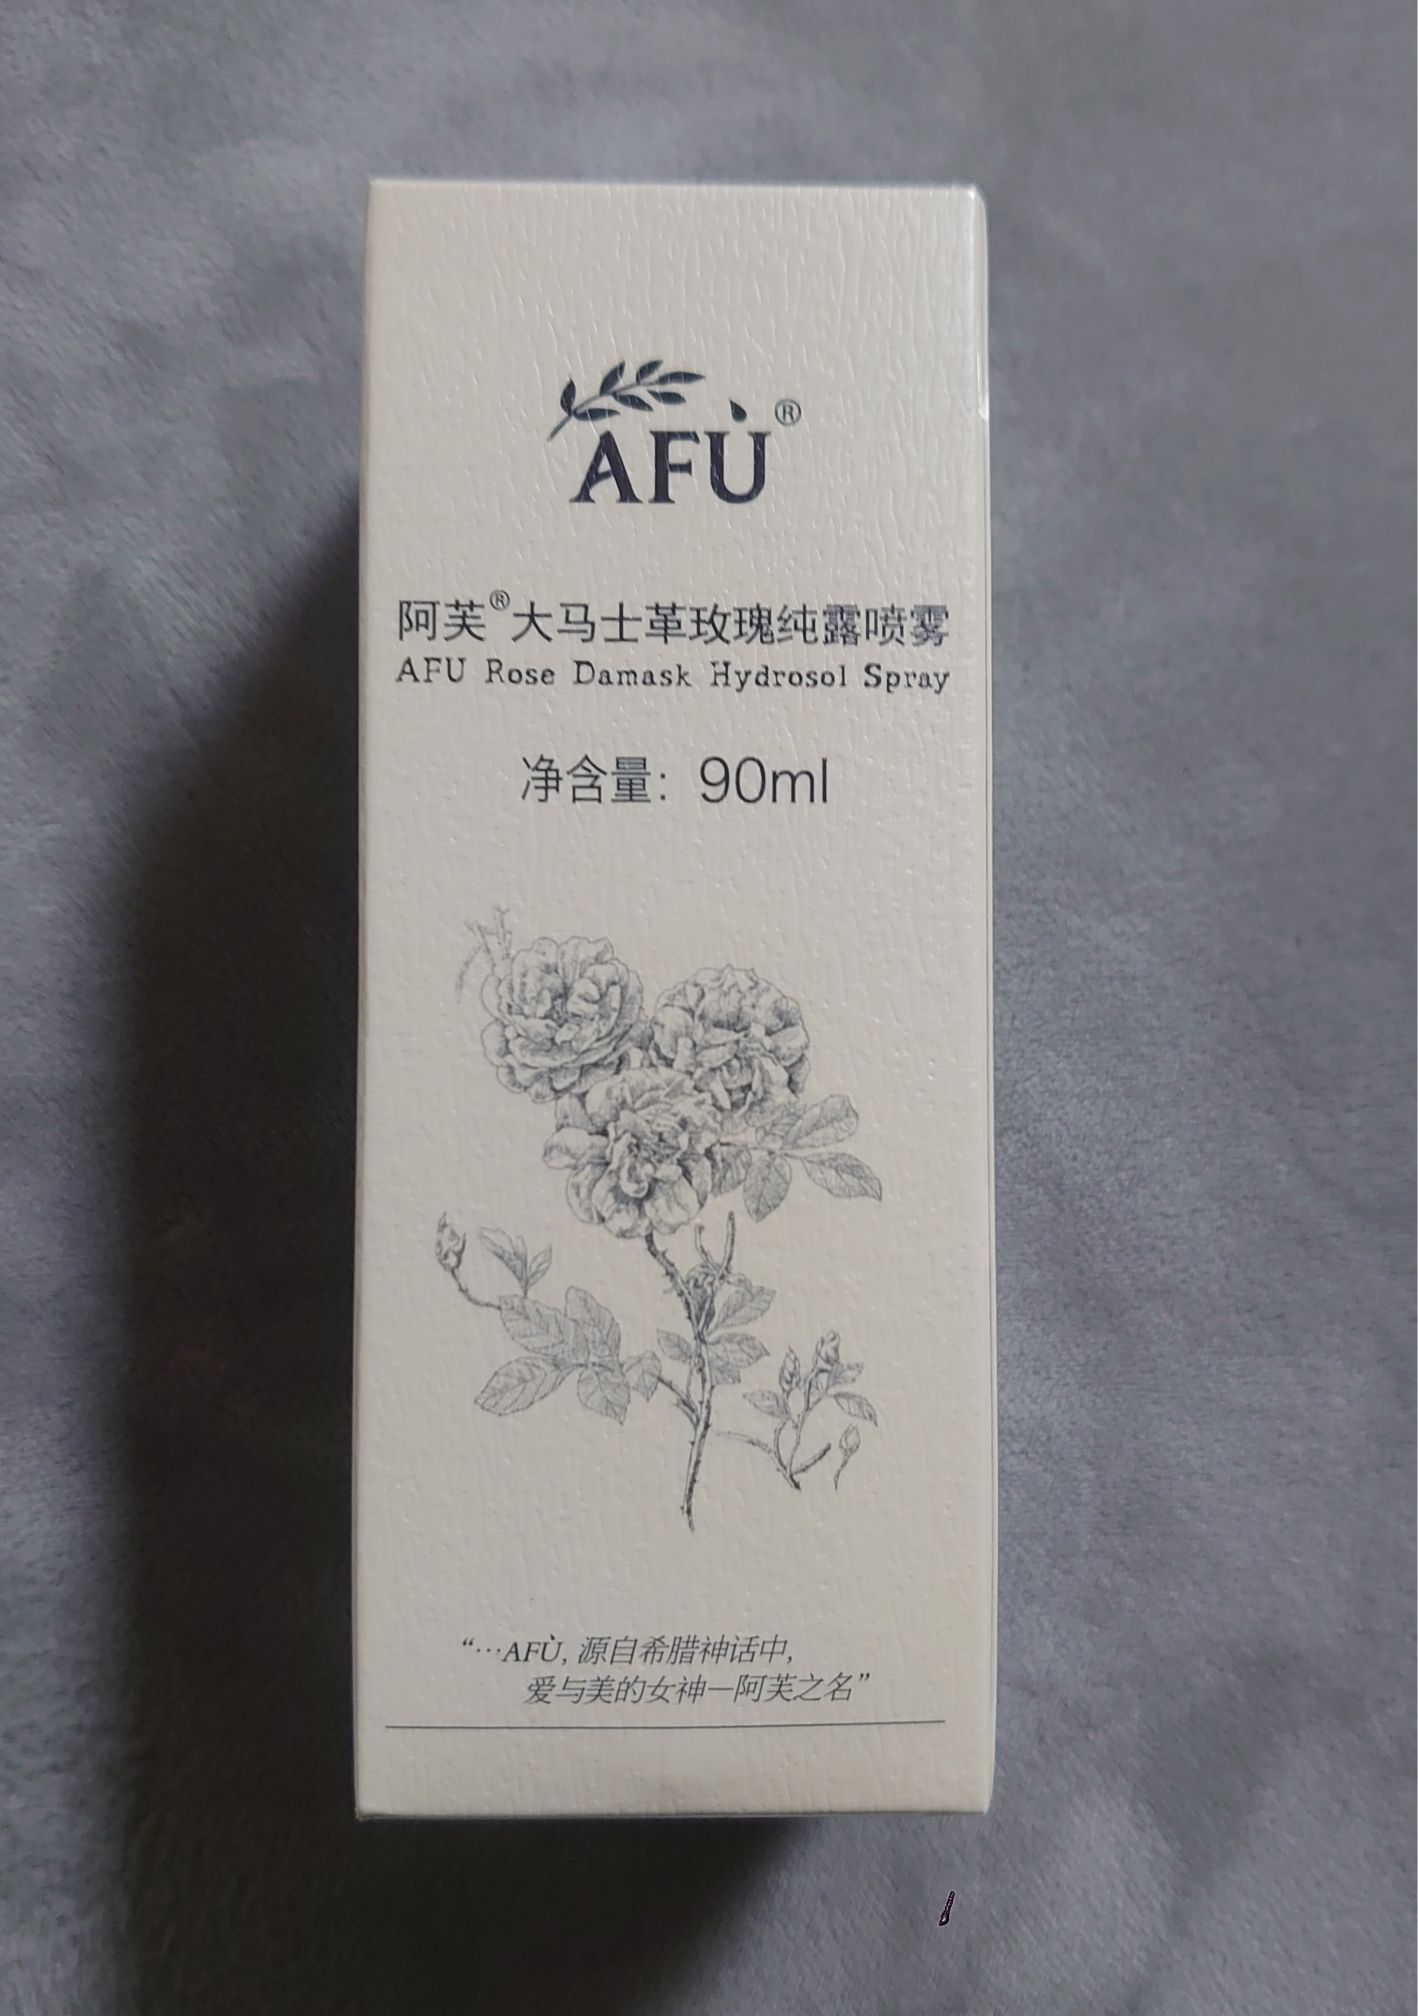 AFÙ®
阿芙®大马士革玫瑰纯露喷雾
AFU Rose Damask Hydrosol Spray
净含量：90ml
“…AFÙ, 源自希腊神话中,
爱与美的女神—阿芙之名”